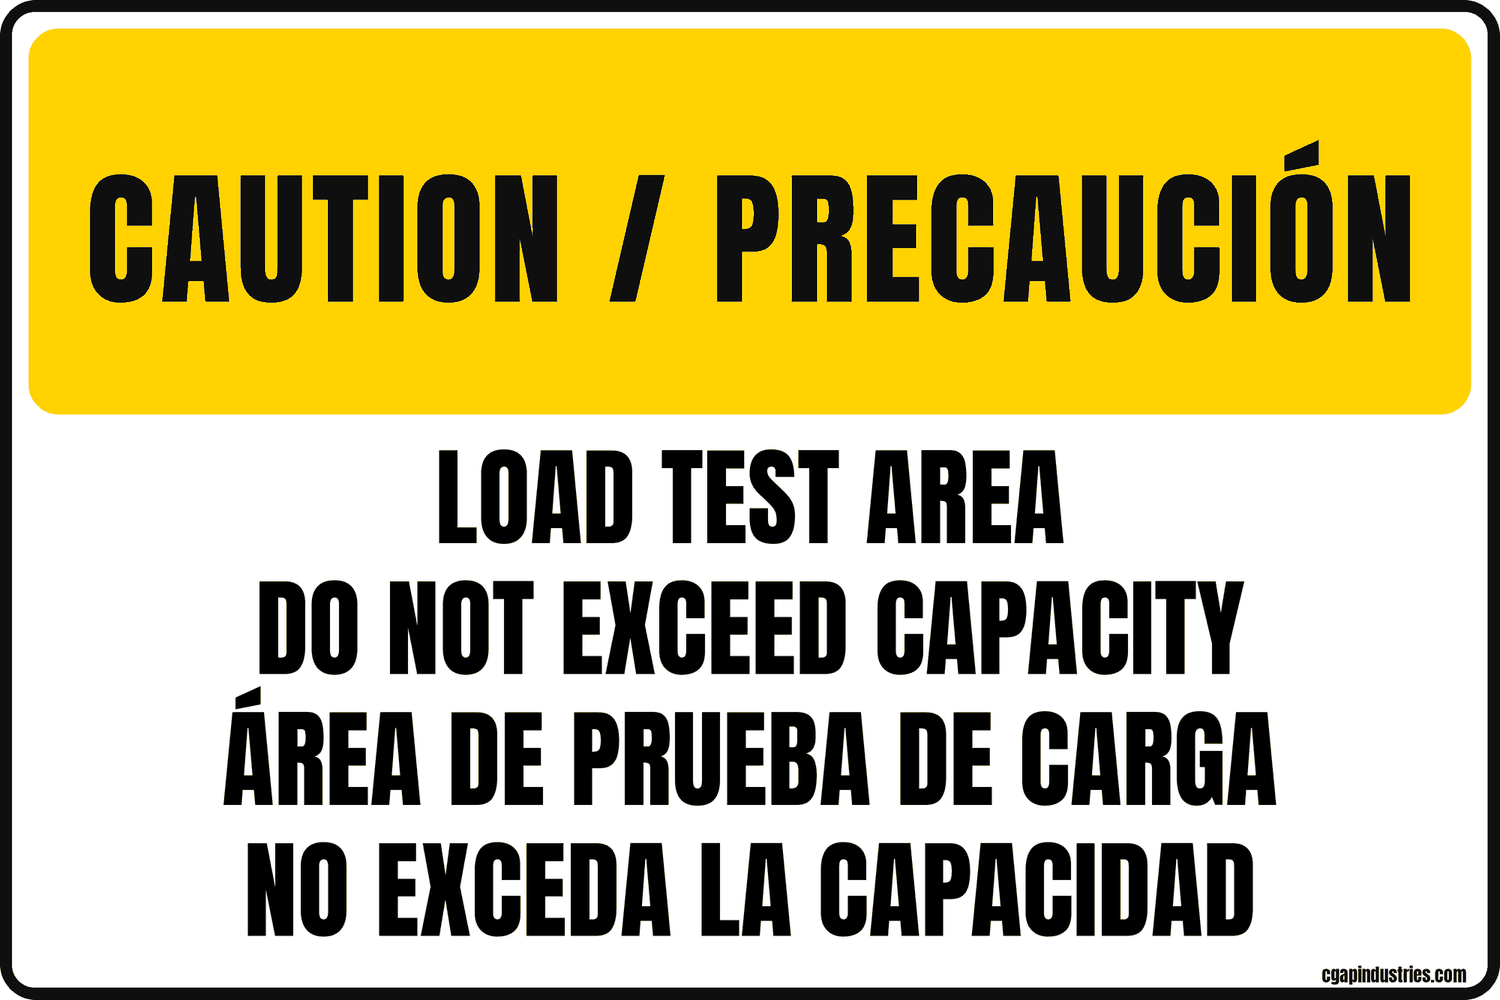 CAUTION / PRECAUCIÓN
LOAD TEST AREA
DO NOT EXCEED CAPACITY
ÁREA DE PRUEBA DE CARGA
NO EXCEDA LA CAPACIDAD
cgapindustries.com